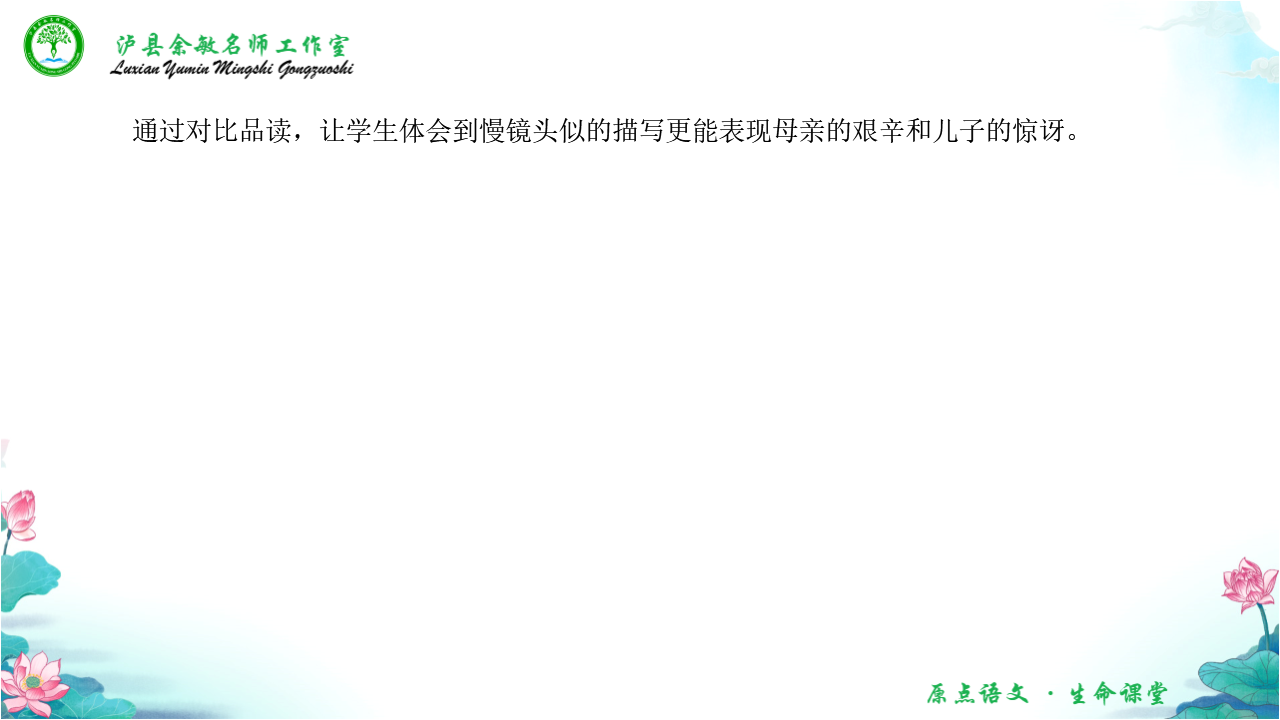 泸县余敏名师工作室
Luxian Yumin Mingshi Gongzuoshi
通过对比品读，让学生体会到慢镜头似的描写更能表现母亲的艰辛和儿子的惊讶。
原点语文 · 生命课堂